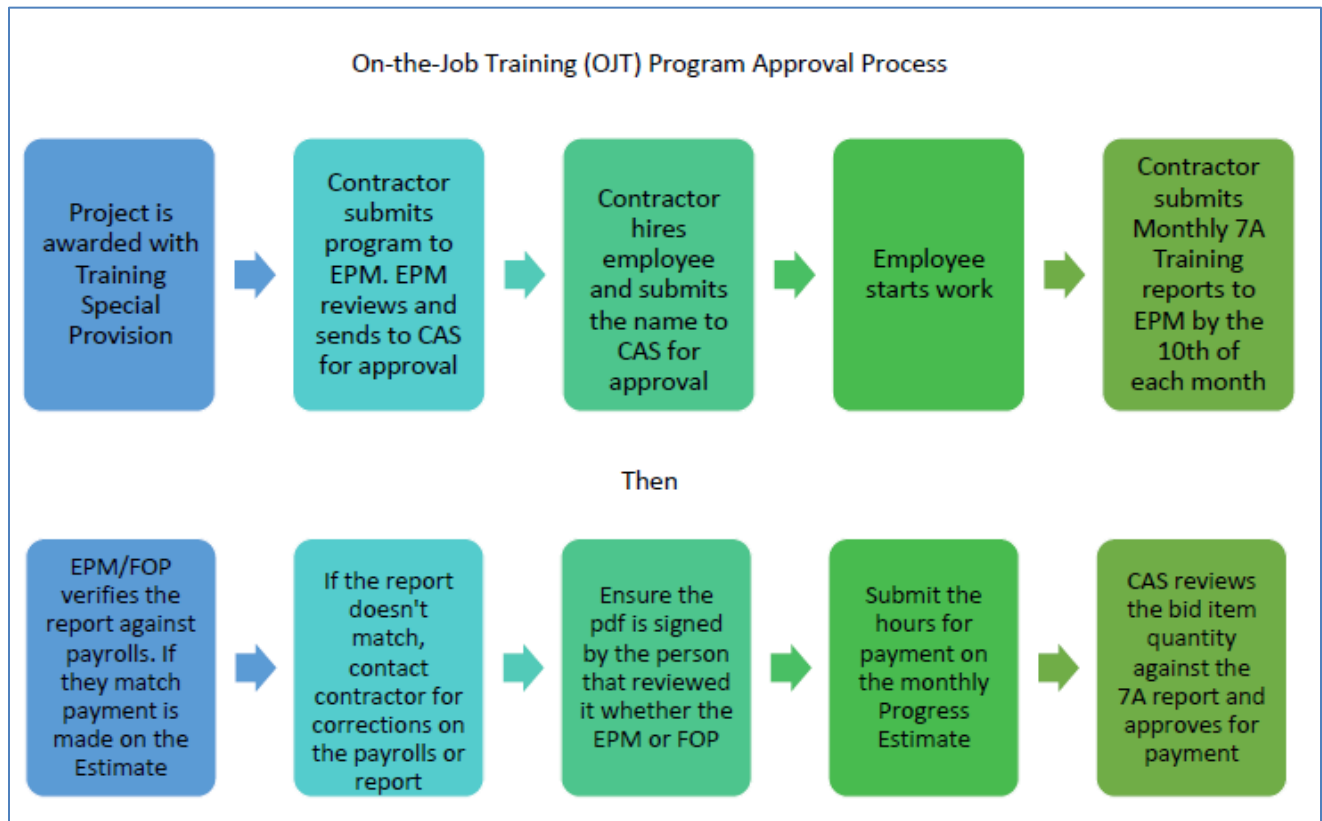 On-the-Job Training (OJT) Program Approval Process
Project is
awarded with
Training
Special
Provision
Contractor
submits
program to
EPM. EPM
reviews and
sends to CAS
for approval
Contractor
hires
employee
and submits
the name to
CAS for
approval
Employee
starts work
Contractor
submits
Monthly 7A
Training
reports to
EPM by the
10th of
each month
Then
EPM/FOP
verifies the
report against
payrolls. If
they match
payment is
made on the
Estimate
If the report
doesn't
match,
contact
contractor for
corrections on
the payrolls or
report
Ensure the
pdf is signed
by the person
that reviewed
it whether the
EPM or FOP
Submit the
hours for
payment on
the monthly
Progress
Estimate
CAS reviews
the bid item
quantity
against the
7A report and
approves for
payment